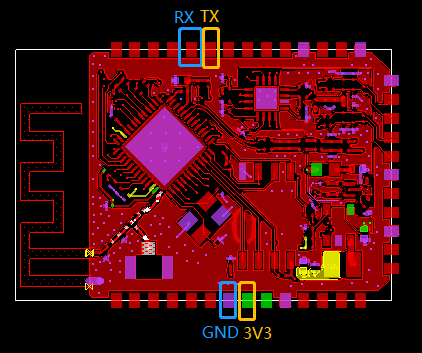 RX TX
GND 3V3